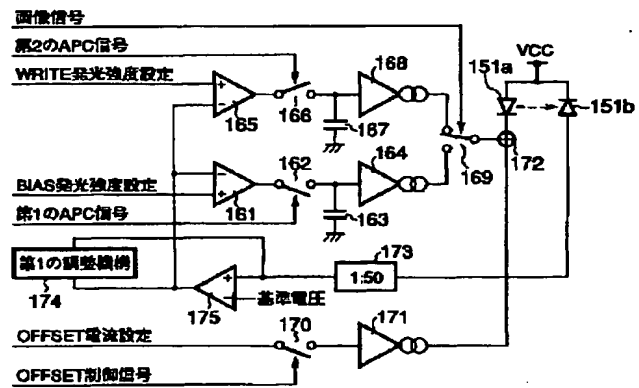 画像信号
第2のAPC信号
WRITE発光強度設定
165
166
167
168
151a
VCC
151b
172
169
BIAS発光強度設定
第1のAPC信号
161
162
163
164
第1の調整機構
174
175
基準電圧
173
1:50
OFFSET電流設定
170
171
OFFSET制御信号